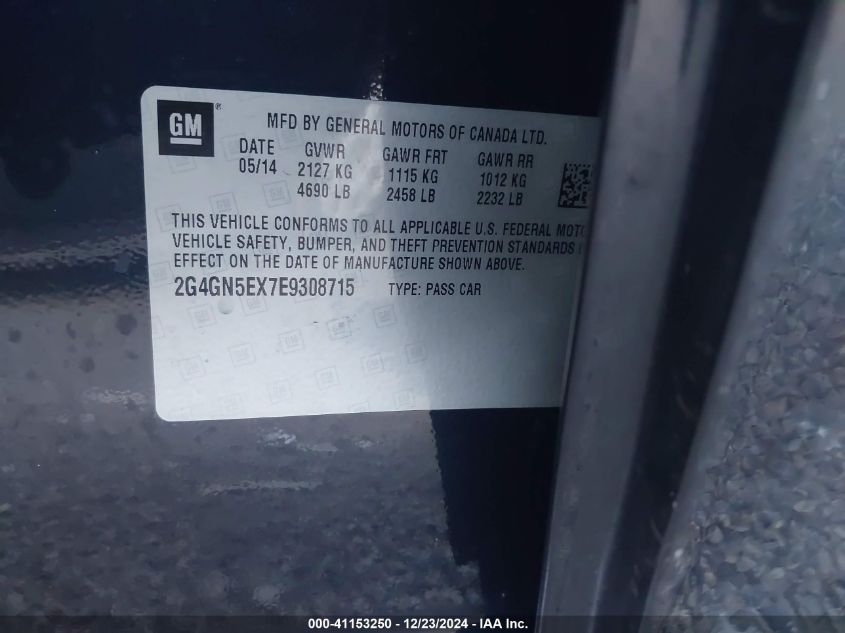 GM ®
MFD BY GENERAL MOTORS OF CANADA LTD.
DATE GVWR GAWR FRT GAWR RR
05/14 2127 KG 1115 KG 1012 KG
4690 LB 2458 LB 2232 LB
THIS VEHICLE CONFORMS TO ALL APPLICABLE U.S. FEDERAL MOTO
VEHICLE SAFETY, BUMPER, AND THEFT PREVENTION STANDARDS
EFFECT ON THE DATE OF MANUFACTURE SHOWN ABOVE.
2G4GN5EX7E9308715 TYPE: PASS CAR
000-41153250 - 12/23/2024 - IAA Inc.